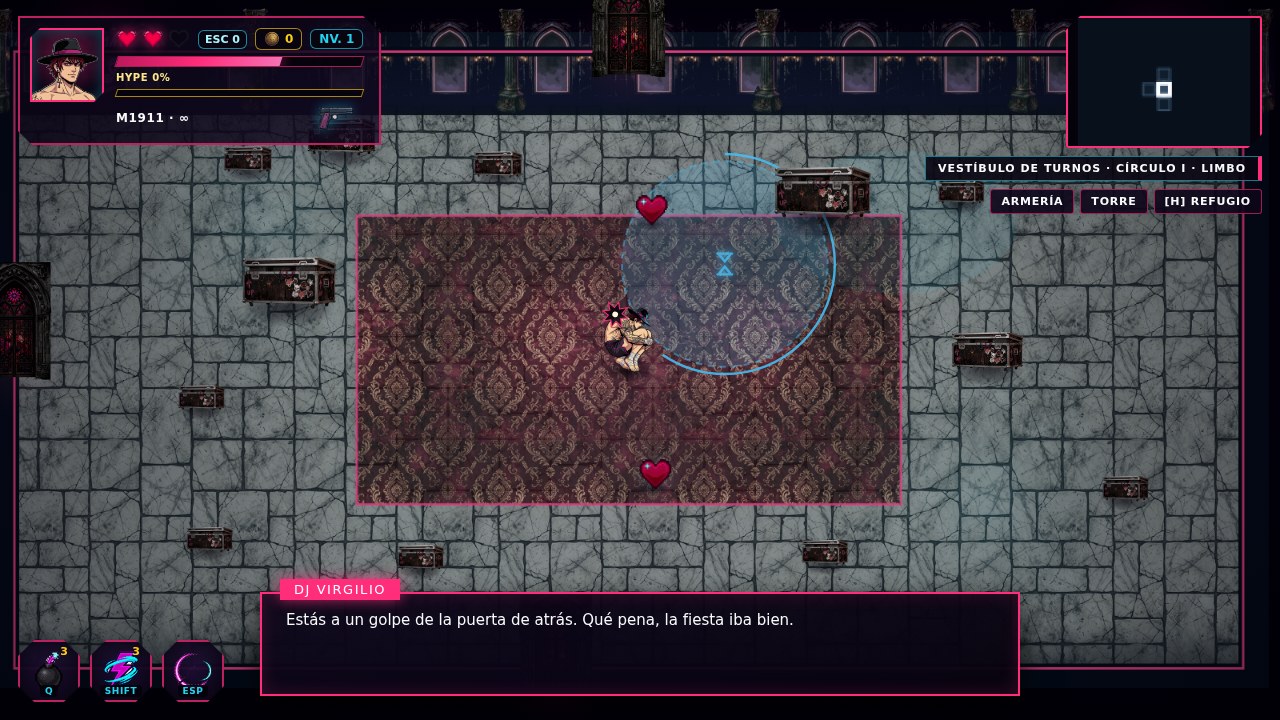 ESC 0
0
NV. 1
HYPE 0%
M1911 · ∞
VESTÍBULO DE TURNOS · CÍRCULO I · LIMBO
ARMERÍA
TORRE
[H] REFUGIO
DJ VIRGILIO
Estás a un golpe de la puerta de atrás. Qué pena, la fiesta iba bien.
3
Q
3
SHIFT
ESP